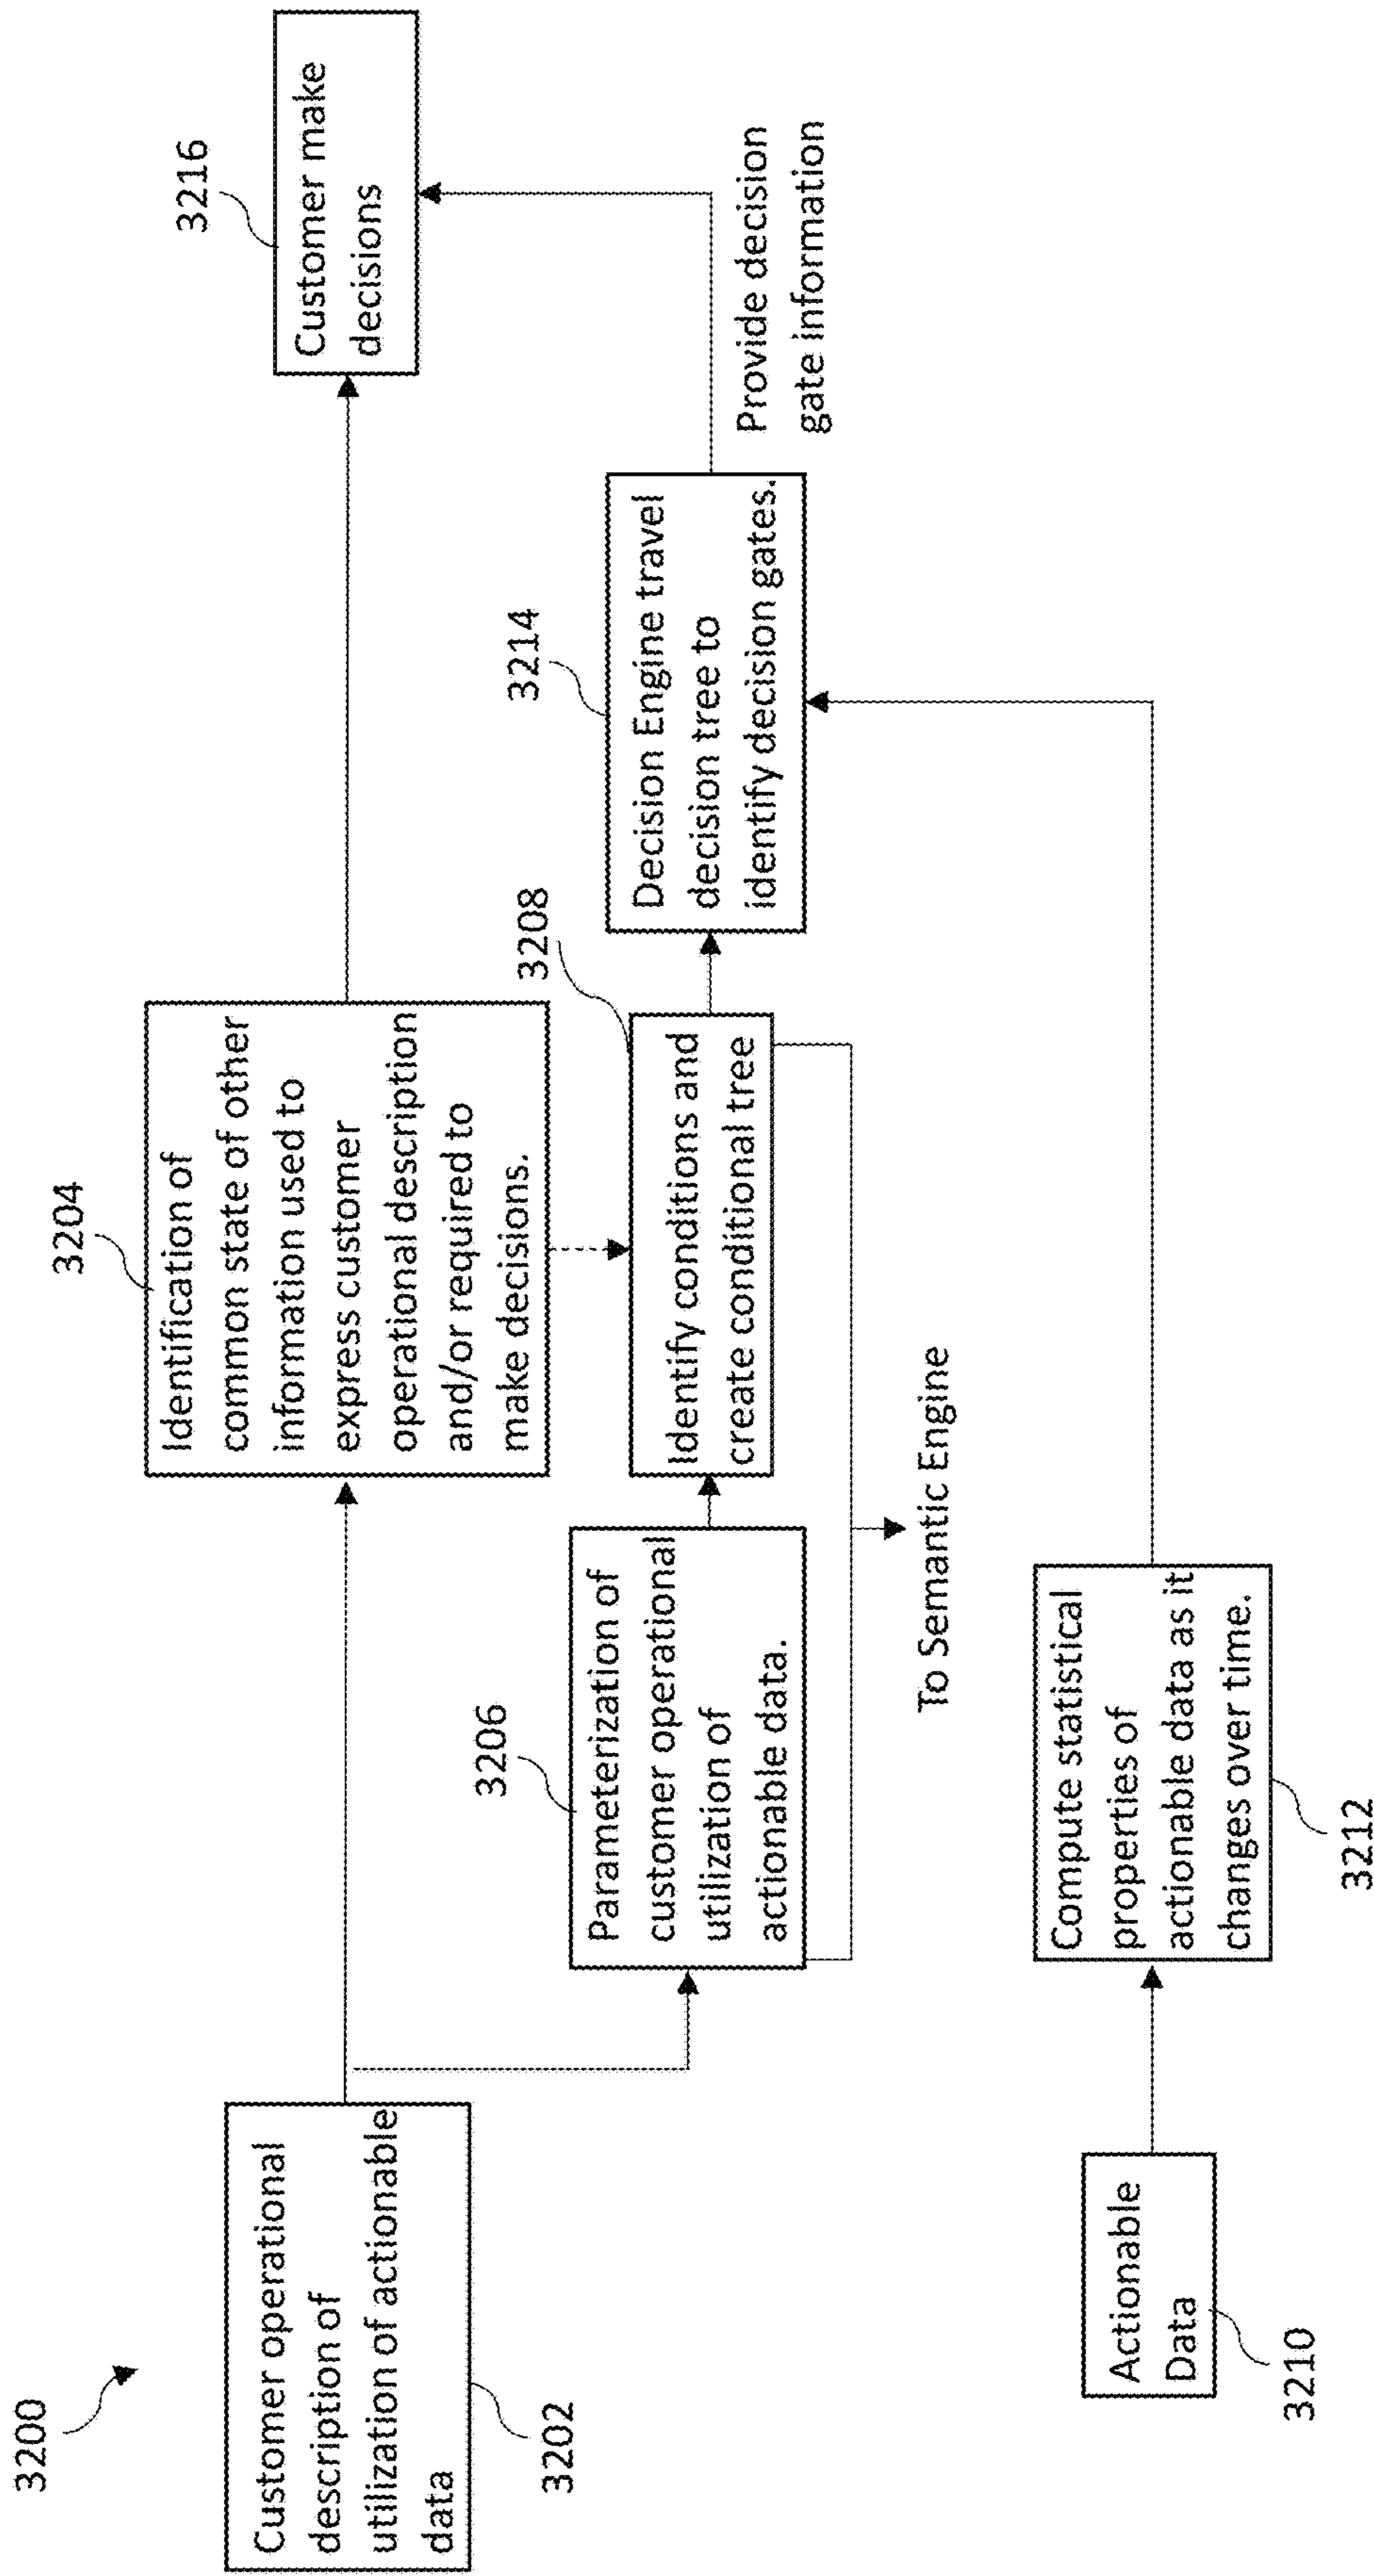 3200
Customer operational
description of
utilization of actionable
data
3202
3204
Identification of
common state of other
information used to
express customer
operational description
and/or required to
make decisions.
3216
Customer make
decisions
3206
Parameterization of
customer operational
utilization of
actionable data.
3208
Identify conditions and
create conditional tree
3214
Decision Engine travel
decision tree to
identify decision gates.
Provide decision
gate information
To Semantic Engine
Actionable
Data
3210
Compute statistical
properties of
actionable data as it
changes over time.
3212